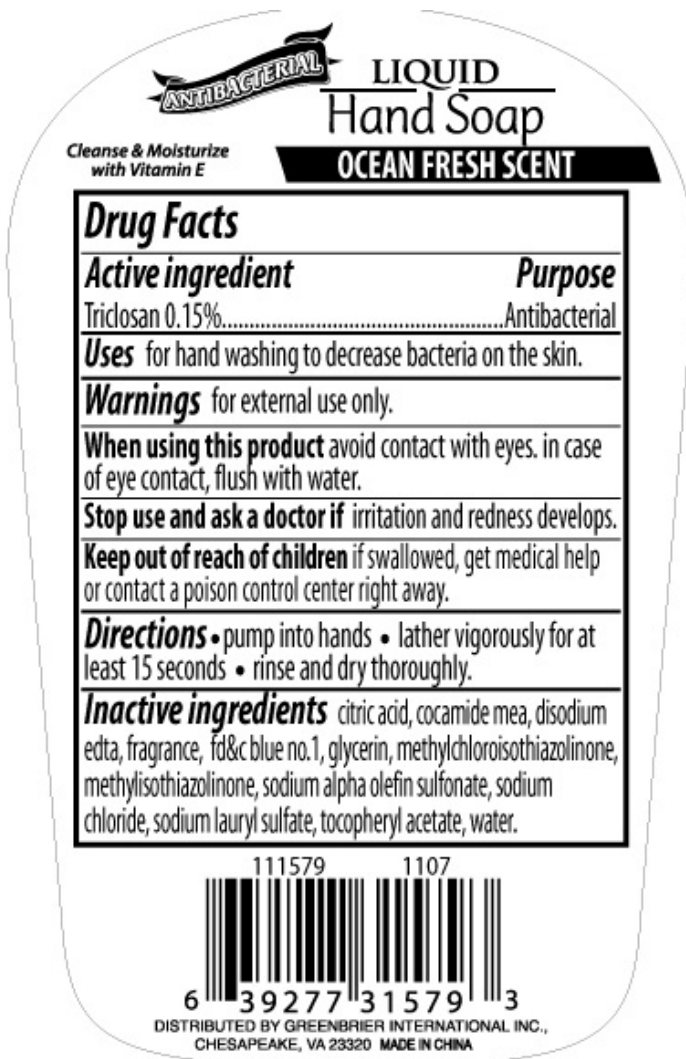 ANTIBACTERIAL
LIQUID
Hand Soap
Cleanse & Moisturize
with Vitamin E
OCEAN FRESH SCENT
Drug Facts
Active ingredient Purpose
Triclosan 0.15%..................................................Antibacterial
Uses for hand washing to decrease bacteria on the skin.
Warnings for external use only.
When using this product avoid contact with eyes. in case
of eye contact, flush with water.
Stop use and ask a doctor if irritation and redness develops.
Keep out of reach of children if swallowed, get medical help
or contact a poison control center right away.
Directions • pump into hands • lather vigorously for at
least 15 seconds • rinse and dry thoroughly.
Inactive ingredients citric acid, cocamide mea, disodium
edta, fragrance, fd&c blue no.1, glycerin, methylchloroisothiazolinone,
methylisothiazolinone, sodium alpha olefin sulfonate, sodium
chloride, sodium lauryl sulfate, tocopheryl acetate, water.
111579 1107
6 39277 31579 3
DISTRIBUTED BY GREENBRIER INTERNATIONAL INC.,
CHESAPEAKE, VA 23320 MADE IN CHINA